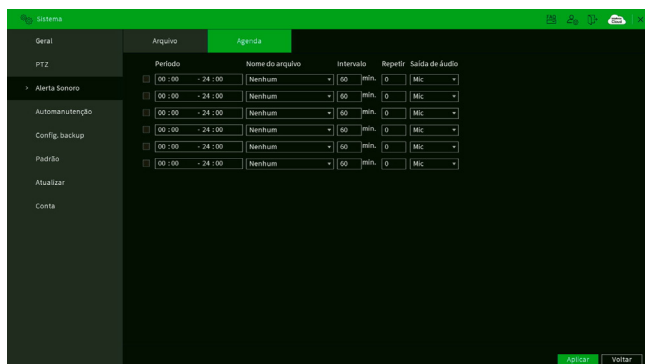 Sistema
Geral
PTZ
Alerta Sonoro
Automanutenção
Config. backup
Padrão
Atualizar
Conta
Arquivo Agenda
Período Nome do arquivo Intervalo Repetir Saída de áudio
00 : 00 - 24 : 00 Nenhum 60 min. 0 Mic
00 : 00 - 24 : 00 Nenhum 60 min. 0 Mic
00 : 00 - 24 : 00 Nenhum 60 min. 0 Mic
00 : 00 - 24 : 00 Nenhum 60 min. 0 Mic
00 : 00 - 24 : 00 Nenhum 60 min. 0 Mic
00 : 00 - 24 : 00 Nenhum 60 min. 0 Mic
Aplicar Voltar